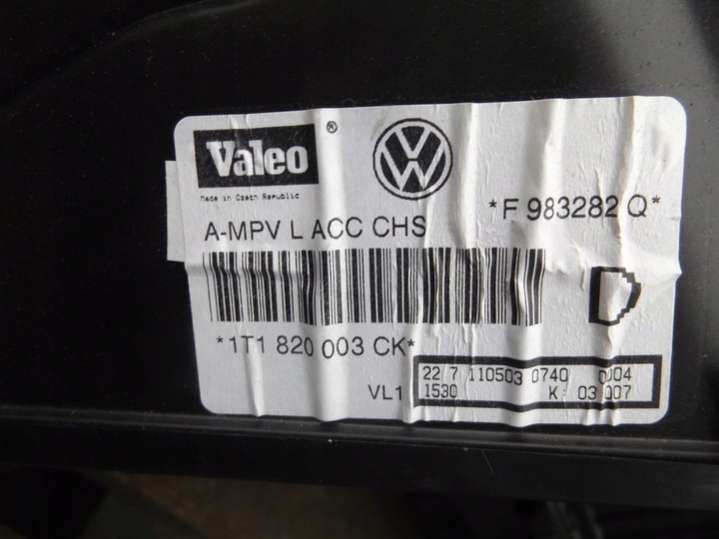 Valeo ®
VW
Made in Czech Republic
*F 983282 Q*
A-MPV L ACC CHS
D
*1T1 820 003 CK*
VL1
22 7 110503 0740 0004
1530 K 03 007